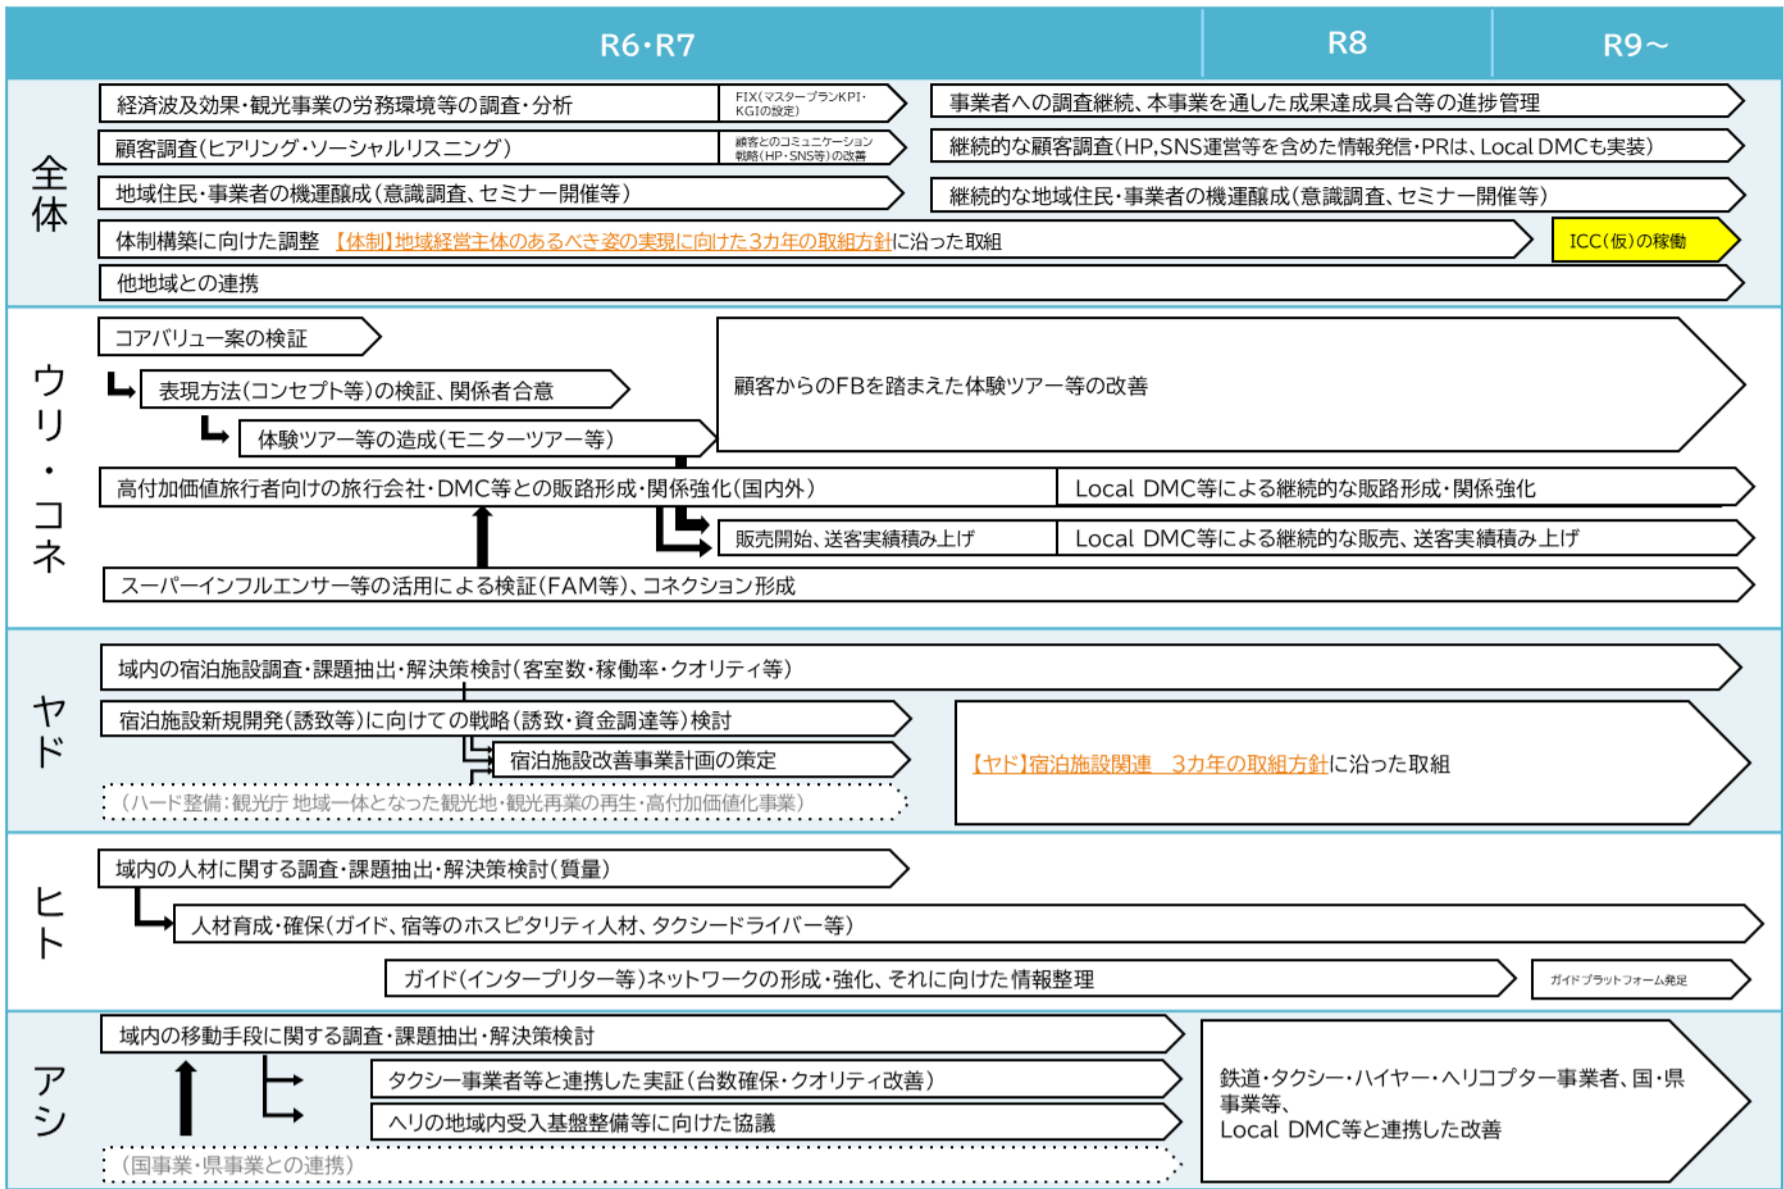 R6・R7
R8
R9～
全体
経済波及効果・観光事業の労務環境等の調査・分析
FIX(マスタープランKPI・
KGIの設定)
事業者への調査継続、本事業を通した成果達成具合等の進捗管理
顧客調査(ヒアリング・ソーシャルリスニング)
顧客とのコミュニケーション
戦略(HP・SNS等)の改善
継続的な顧客調査(HP,SNS運営等を含めた情報発信・PRは、Local DMCも実装)
地域住民・事業者の機運醸成(意識調査、セミナー開催等)
継続的な地域住民・事業者の機運醸成(意識調査、セミナー開催等)
体制構築に向けた調整 【体制】地域経営主体のあるべき姿の実現に向けた3カ年の取組方針に沿った取組
ICC(仮)の稼働
他地域との連携
ウリ・コネ
コアバリュー案の検証
表現方法(コンセプト等)の検証、関係者合意
体験ツアー等の造成(モニターツアー等)
顧客からのFBを踏まえた体験ツアー等の改善
高付加価値旅行者向けの旅行会社・DMC等との販路形成・関係強化(国内外)
Local DMC等による継続的な販路形成・関係強化
販売開始、送客実績積み上げ
Local DMC等による継続的な販売、送客実績積み上げ
スーパーインフルエンサー等の活用による検証(FAM等)、コネクション形成
ヤド
域内の宿泊施設調査・課題抽出・解決策検討(客室数・稼働率・クオリティ等)
宿泊施設新規開発(誘致等)に向けての戦略(誘致・資金調達等)検討
宿泊施設改善事業計画の策定
(ハード整備：観光庁 地域一体となった観光地・観光再業の再生・高付加価値化事業)
【ヤド】宿泊施設関連 3カ年の取組方針に沿った取組
ヒト
域内の人材に関する調査・課題抽出・解決策検討(質量)
人材育成・確保(ガイド、宿等のホスピタリティ人材、タクシードライバー等)
ガイド(インタープリター等)ネットワークの形成・強化、それに向けた情報整理
ガイドプラットフォーム発足
アシ
域内の移動手段に関する調査・課題抽出・解決策検討
タクシー事業者等と連携した実証(台数確保・クオリティ改善)
ヘリの地域内受入基盤整備等に向けた協議
(国事業・県事業との連携)
鉄道・タクシー・ハイヤー・ヘリコプター事業者、国・県
事業等、
Local DMC等と連携した改善